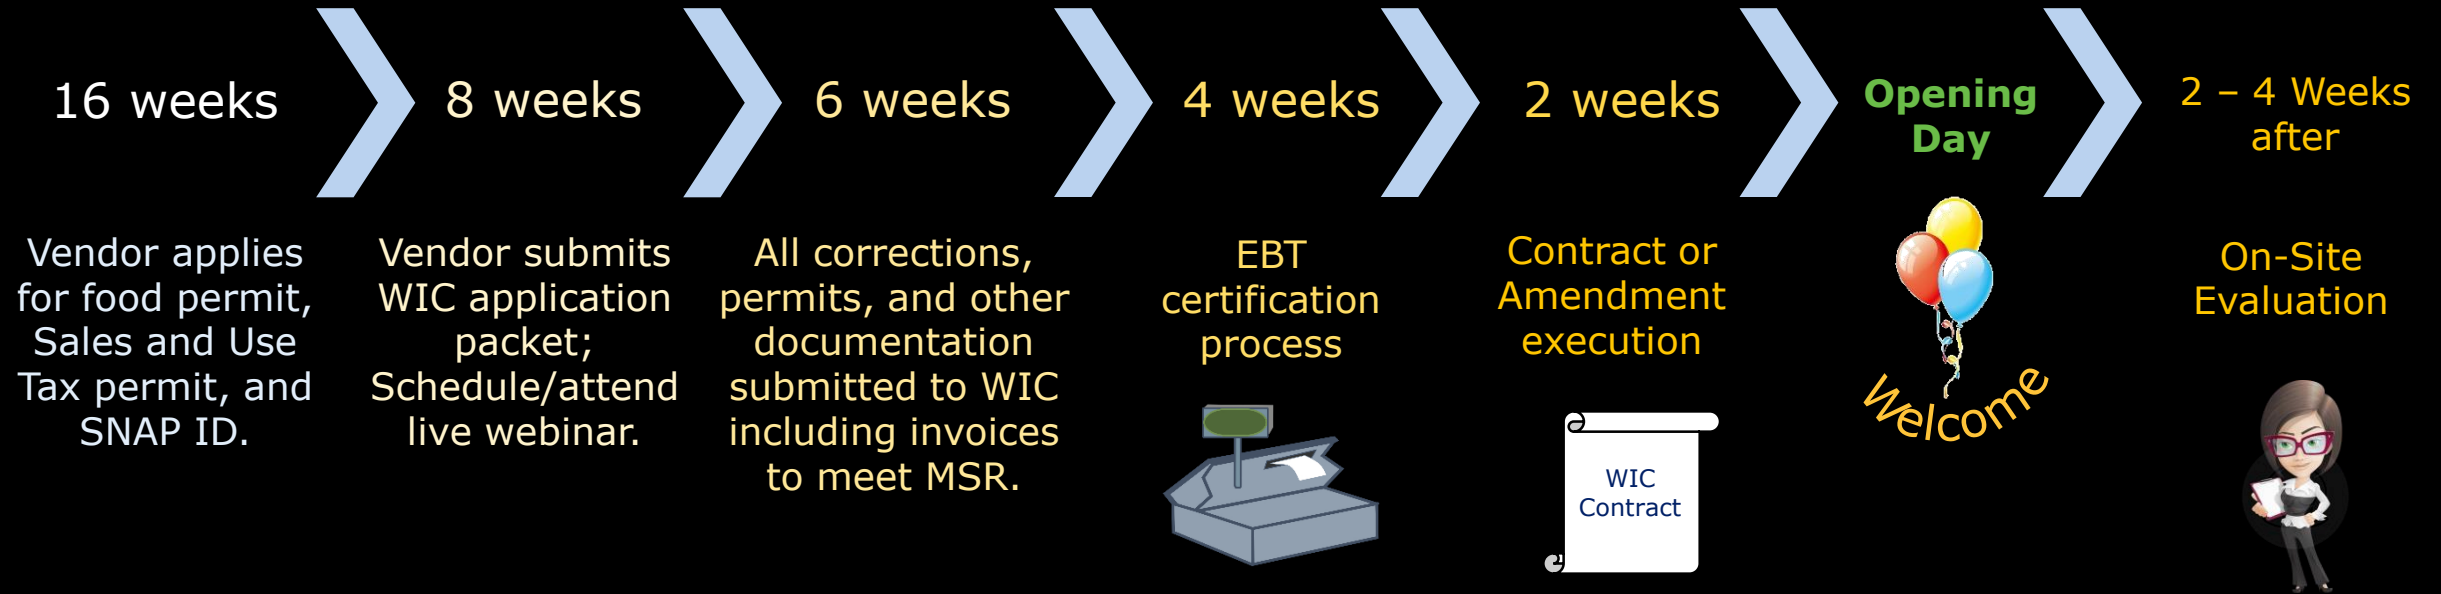 16 weeks
Vendor applies
for food permit,
Sales and Use
Tax permit, and
SNAP ID.
8 weeks
Vendor submits
WIC application
packet;
Schedule/attend
live webinar.
6 weeks
All corrections,
permits, and other
documentation
submitted to WIC
including invoices
to meet MSR.
4 weeks
EBT
certification
process
2 weeks
Contract or
Amendment
execution
WIC
Contract
Opening
Day
Welcome
2 – 4 Weeks
after
On-Site
Evaluation